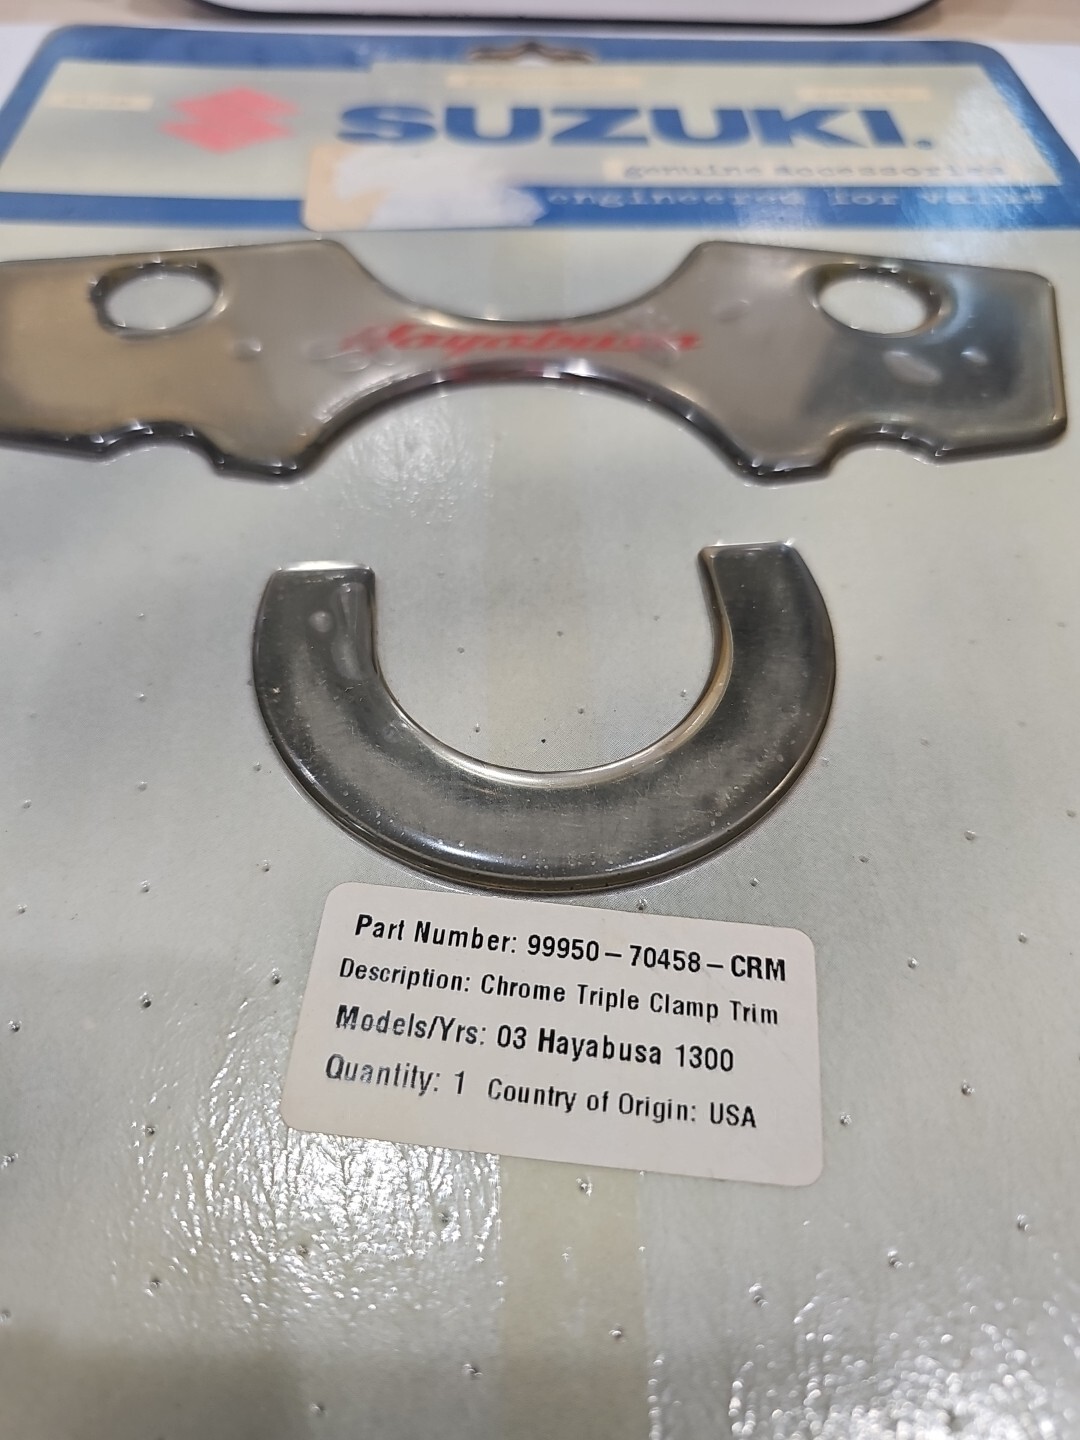 SUZUKI.
genuine accessories
engineered for value
Hayabusa
Part Number: 99950-70458-CRM
Description: Chrome Triple Clamp Trim
Models/Yrs: 03 Hayabusa 1300
Quantity: 1 Country of Origin: USA